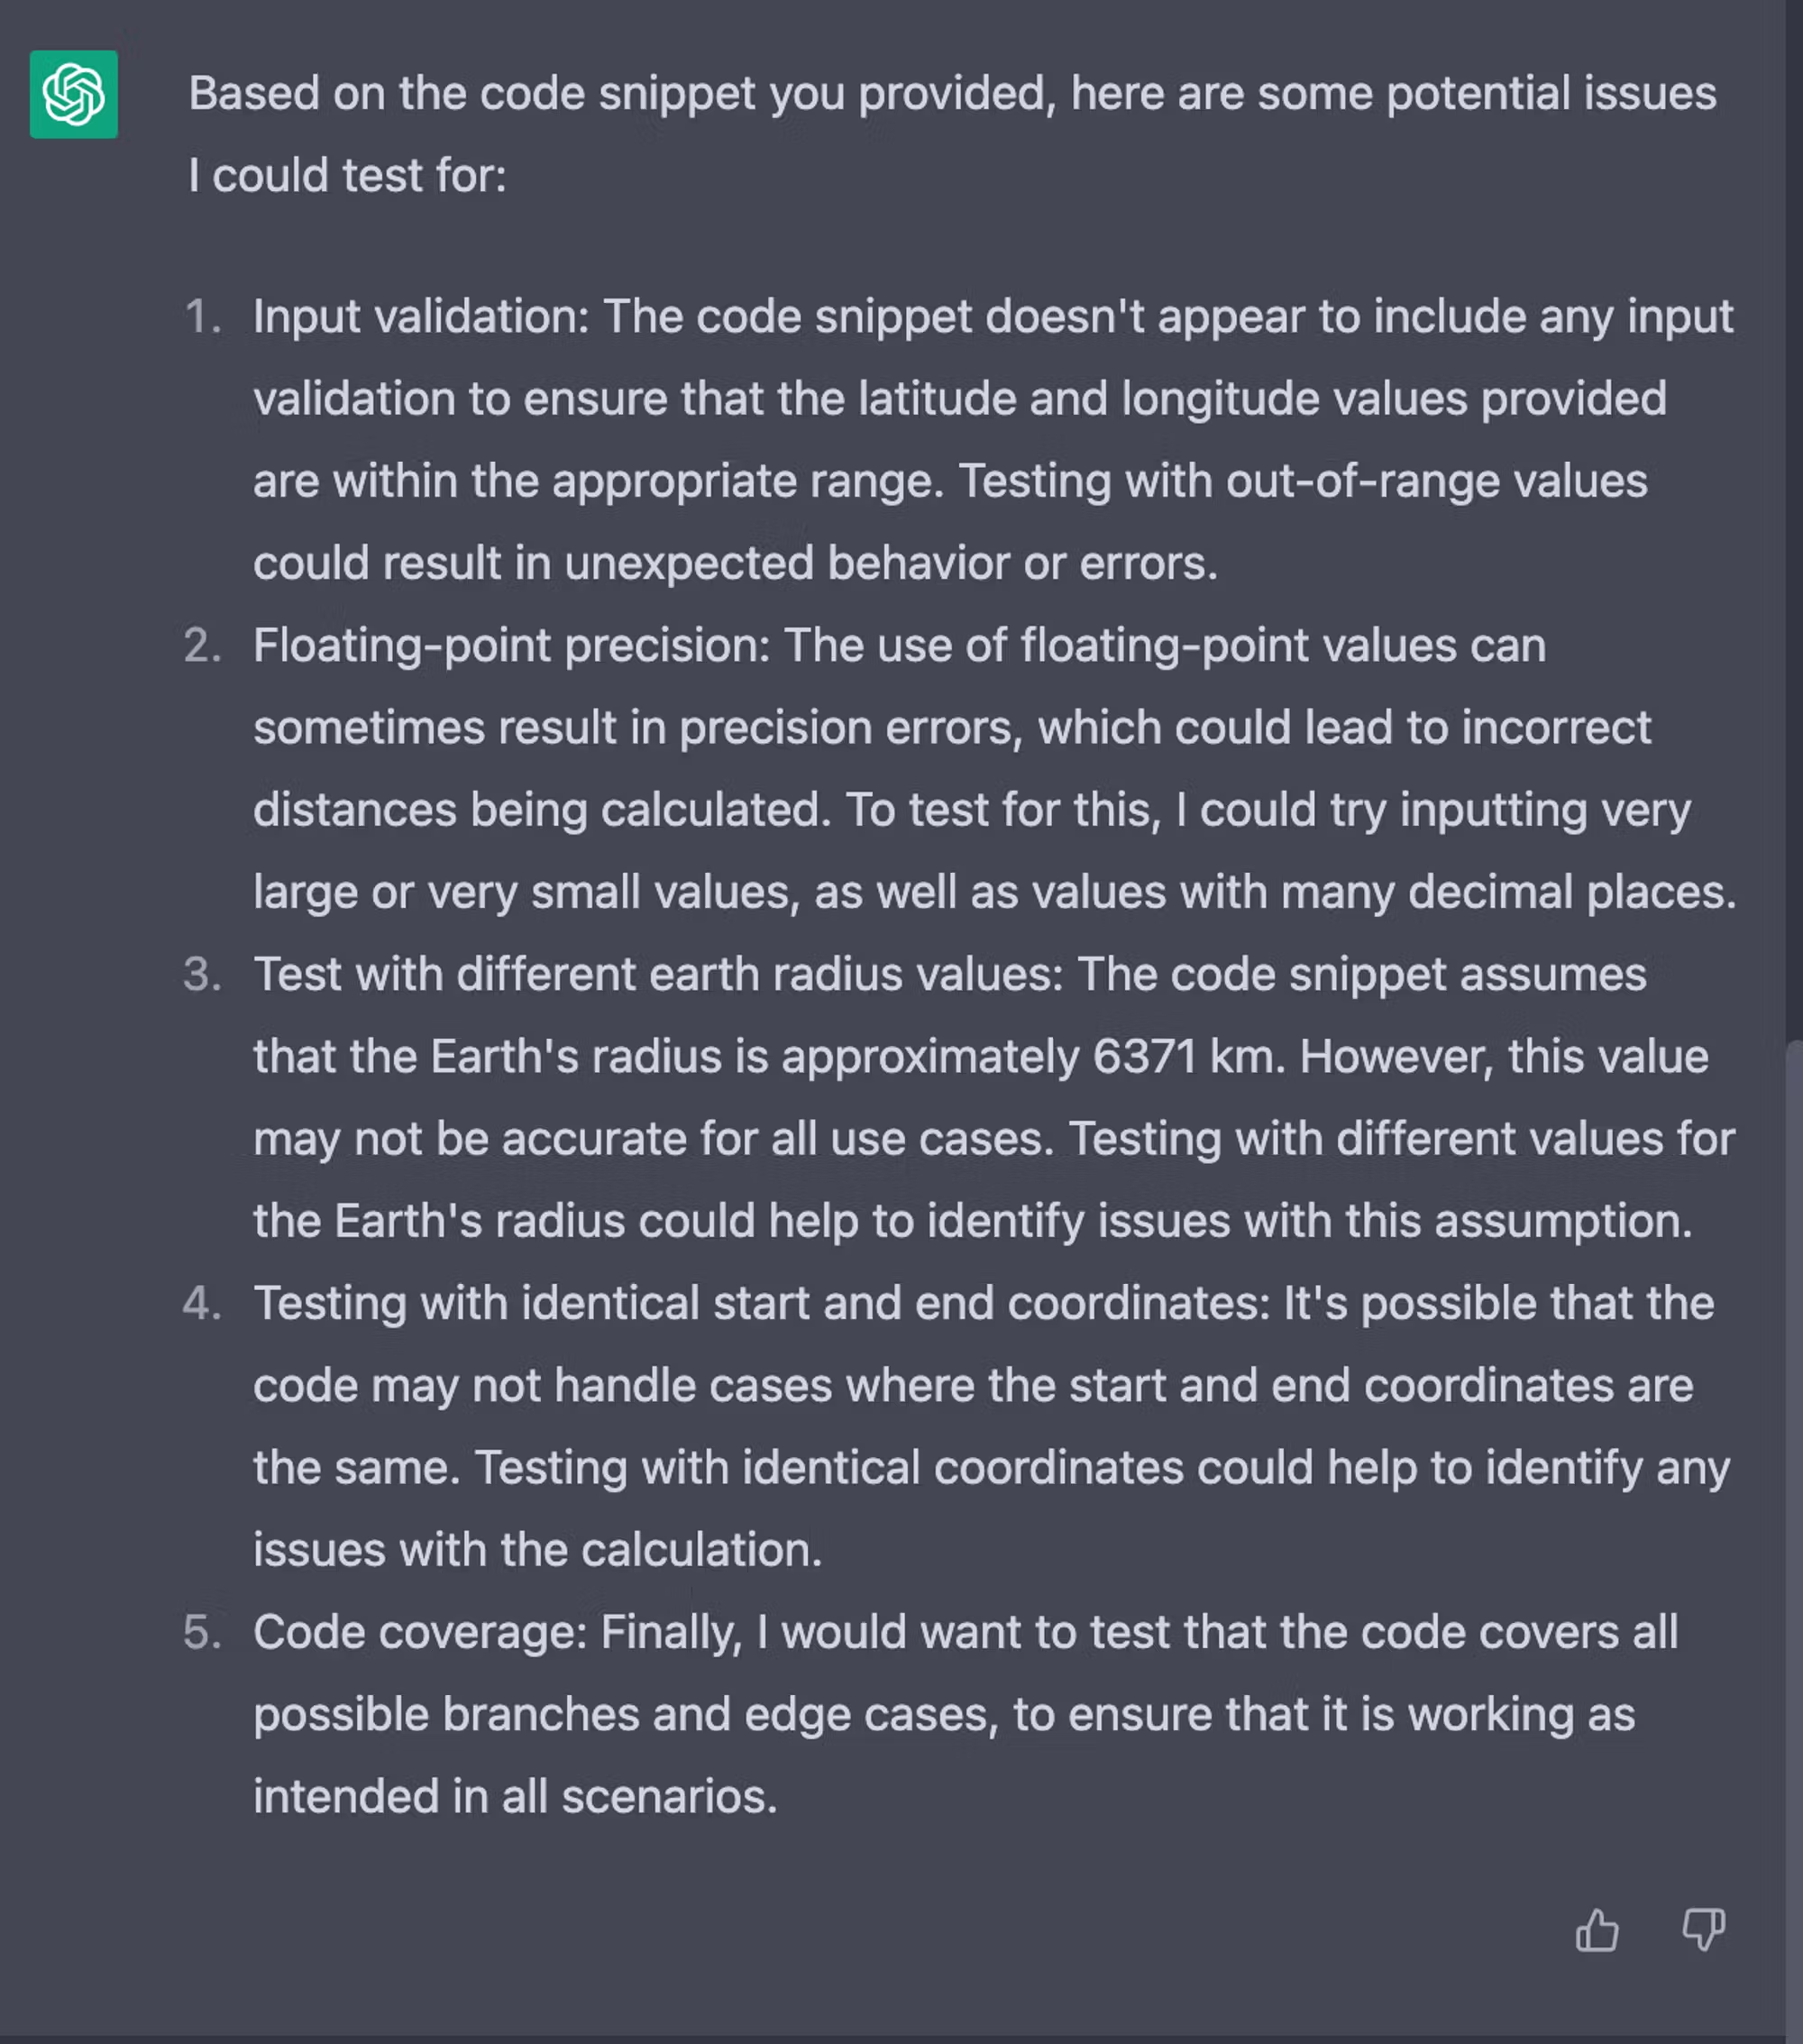 Based on the code snippet you provided, here are some potential issues
I could test for:
1. Input validation: The code snippet doesn't appear to include any input
validation to ensure that the latitude and longitude values provided
are within the appropriate range. Testing with out-of-range values
could result in unexpected behavior or errors.
2. Floating-point precision: The use of floating-point values can
sometimes result in precision errors, which could lead to incorrect
distances being calculated. To test for this, I could try inputting very
large or very small values, as well as values with many decimal places.
3. Test with different earth radius values: The code snippet assumes
that the Earth's radius is approximately 6371 km. However, this value
may not be accurate for all use cases. Testing with different values for
the Earth's radius could help to identify issues with this assumption.
4. Testing with identical start and end coordinates: It's possible that the
code may not handle cases where the start and end coordinates are
the same. Testing with identical coordinates could help to identify any
issues with the calculation.
5. Code coverage: Finally, I would want to test that the code covers all
possible branches and edge cases, to ensure that it is working as
intended in all scenarios.